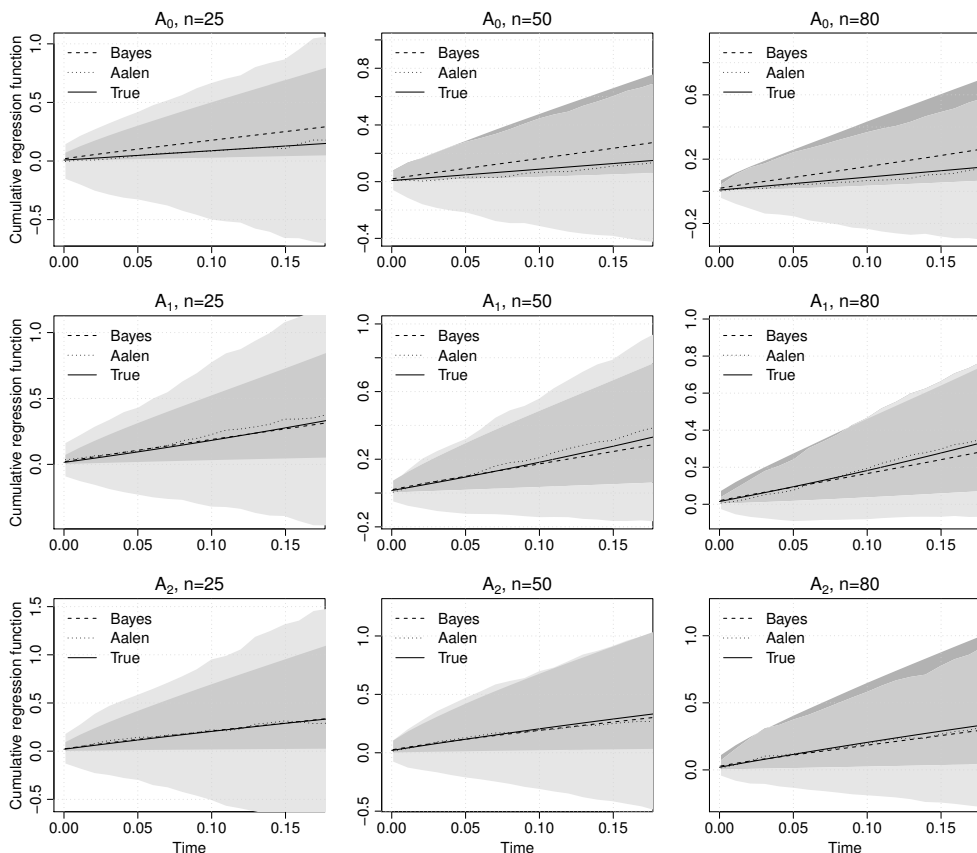 A0, n=25
A0, n=50
A0, n=80
Cumulative regression function
−0.5 0.0 0.5 1.0
Bayes
Aalen
True
0.00 0.05 0.10 0.15
−0.4 0.0 0.4 0.8
Bayes
Aalen
True
0.00 0.05 0.10 0.15
−0.2 0.2 0.6
Bayes
Aalen
True
0.00 0.05 0.10 0.15
A1, n=25
A1, n=50
A1, n=80
Cumulative regression function
0.0 0.5 1.0
Bayes
Aalen
True
0.00 0.05 0.10 0.15
−0.2 0.2 0.6 1.0
Bayes
Aalen
True
0.00 0.05 0.10 0.15
0.0 0.2 0.4 0.6 0.8 1.0
Bayes
Aalen
True
0.00 0.05 0.10 0.15
A2, n=25
A2, n=50
A2, n=80
Cumulative regression function
−0.5 0.0 0.5 1.0 1.5
Bayes
Aalen
True
0.00 0.05 0.10 0.15
Time
−0.5 0.0 0.5 1.0
Bayes
Aalen
True
0.00 0.05 0.10 0.15
Time
0.0 0.5 1.0
Bayes
Aalen
True
0.00 0.05 0.10 0.15
Time